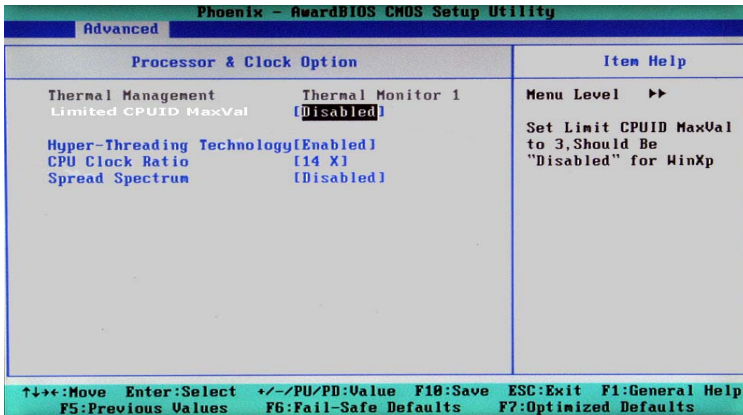 Phoenix - AwardBIOS CMOS Setup Utility
Advanced
Processor & Clock Option
Item Help
Thermal Management Thermal Monitor 1
Limited CPUID MaxVal [Disabled]
Hyper-Threading Technology[Enabled]
CPU Clock Ratio [14 X]
Spread Spectrum [Disabled]
Menu Level ▸▸
Set Limit CPUID MaxVal
to 3,Should Be
"Disabled" for WinXp
↑↓→←:Move Enter:Select +/-/PU/PD:Value F10:Save ESC:Exit F1:General Help
F5:Previous Values F6:Fail-Safe Defaults F7:Optimized Defaults